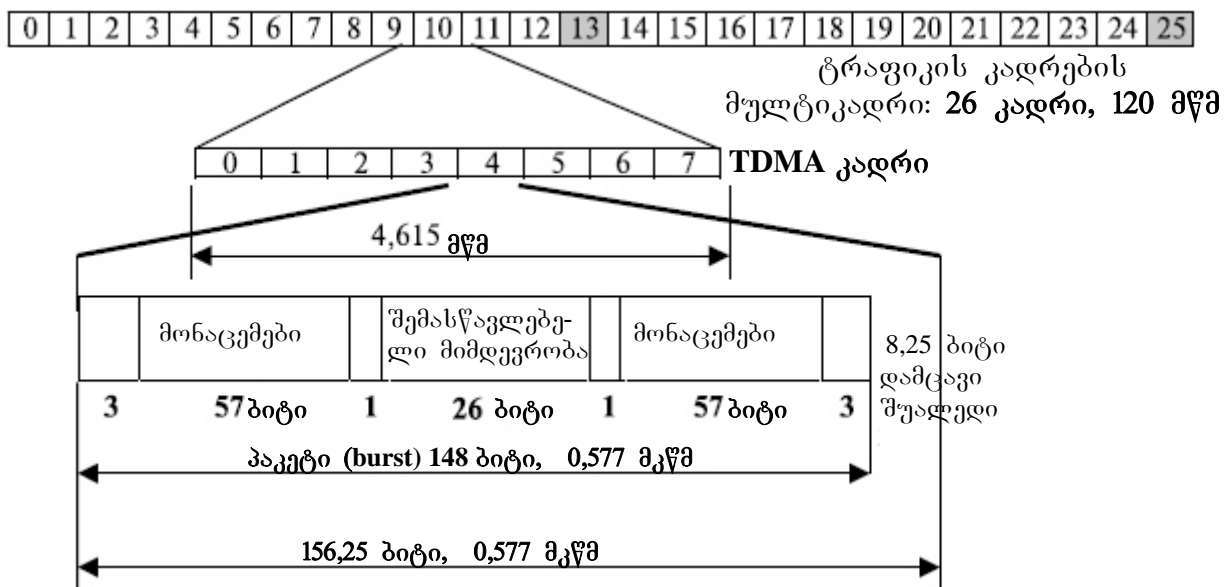 0 1 2 3 4 5 6 7 8 9 10 11 12 13 14 15 16 17 18 19 20 21 22 23 24 25
ტრაფიკის კადრების
მულტიკადრი: 26 კადრი, 120 მწმ
0 1 2 3 4 5 6 7
TDMA კადრი
4,615 მწმ
მონაცემები
შემასწავლებე-
ლი მიმდევრობა
მონაცემები
8,25 ბიტი
დამცავი
შუალედი
3 57 ბიტი 1 26 ბიტი 1 57 ბიტი 3
პაკეტი (burst) 148 ბიტი, 0,577 მკწმ
156,25 ბიტი, 0,577 მკწმ